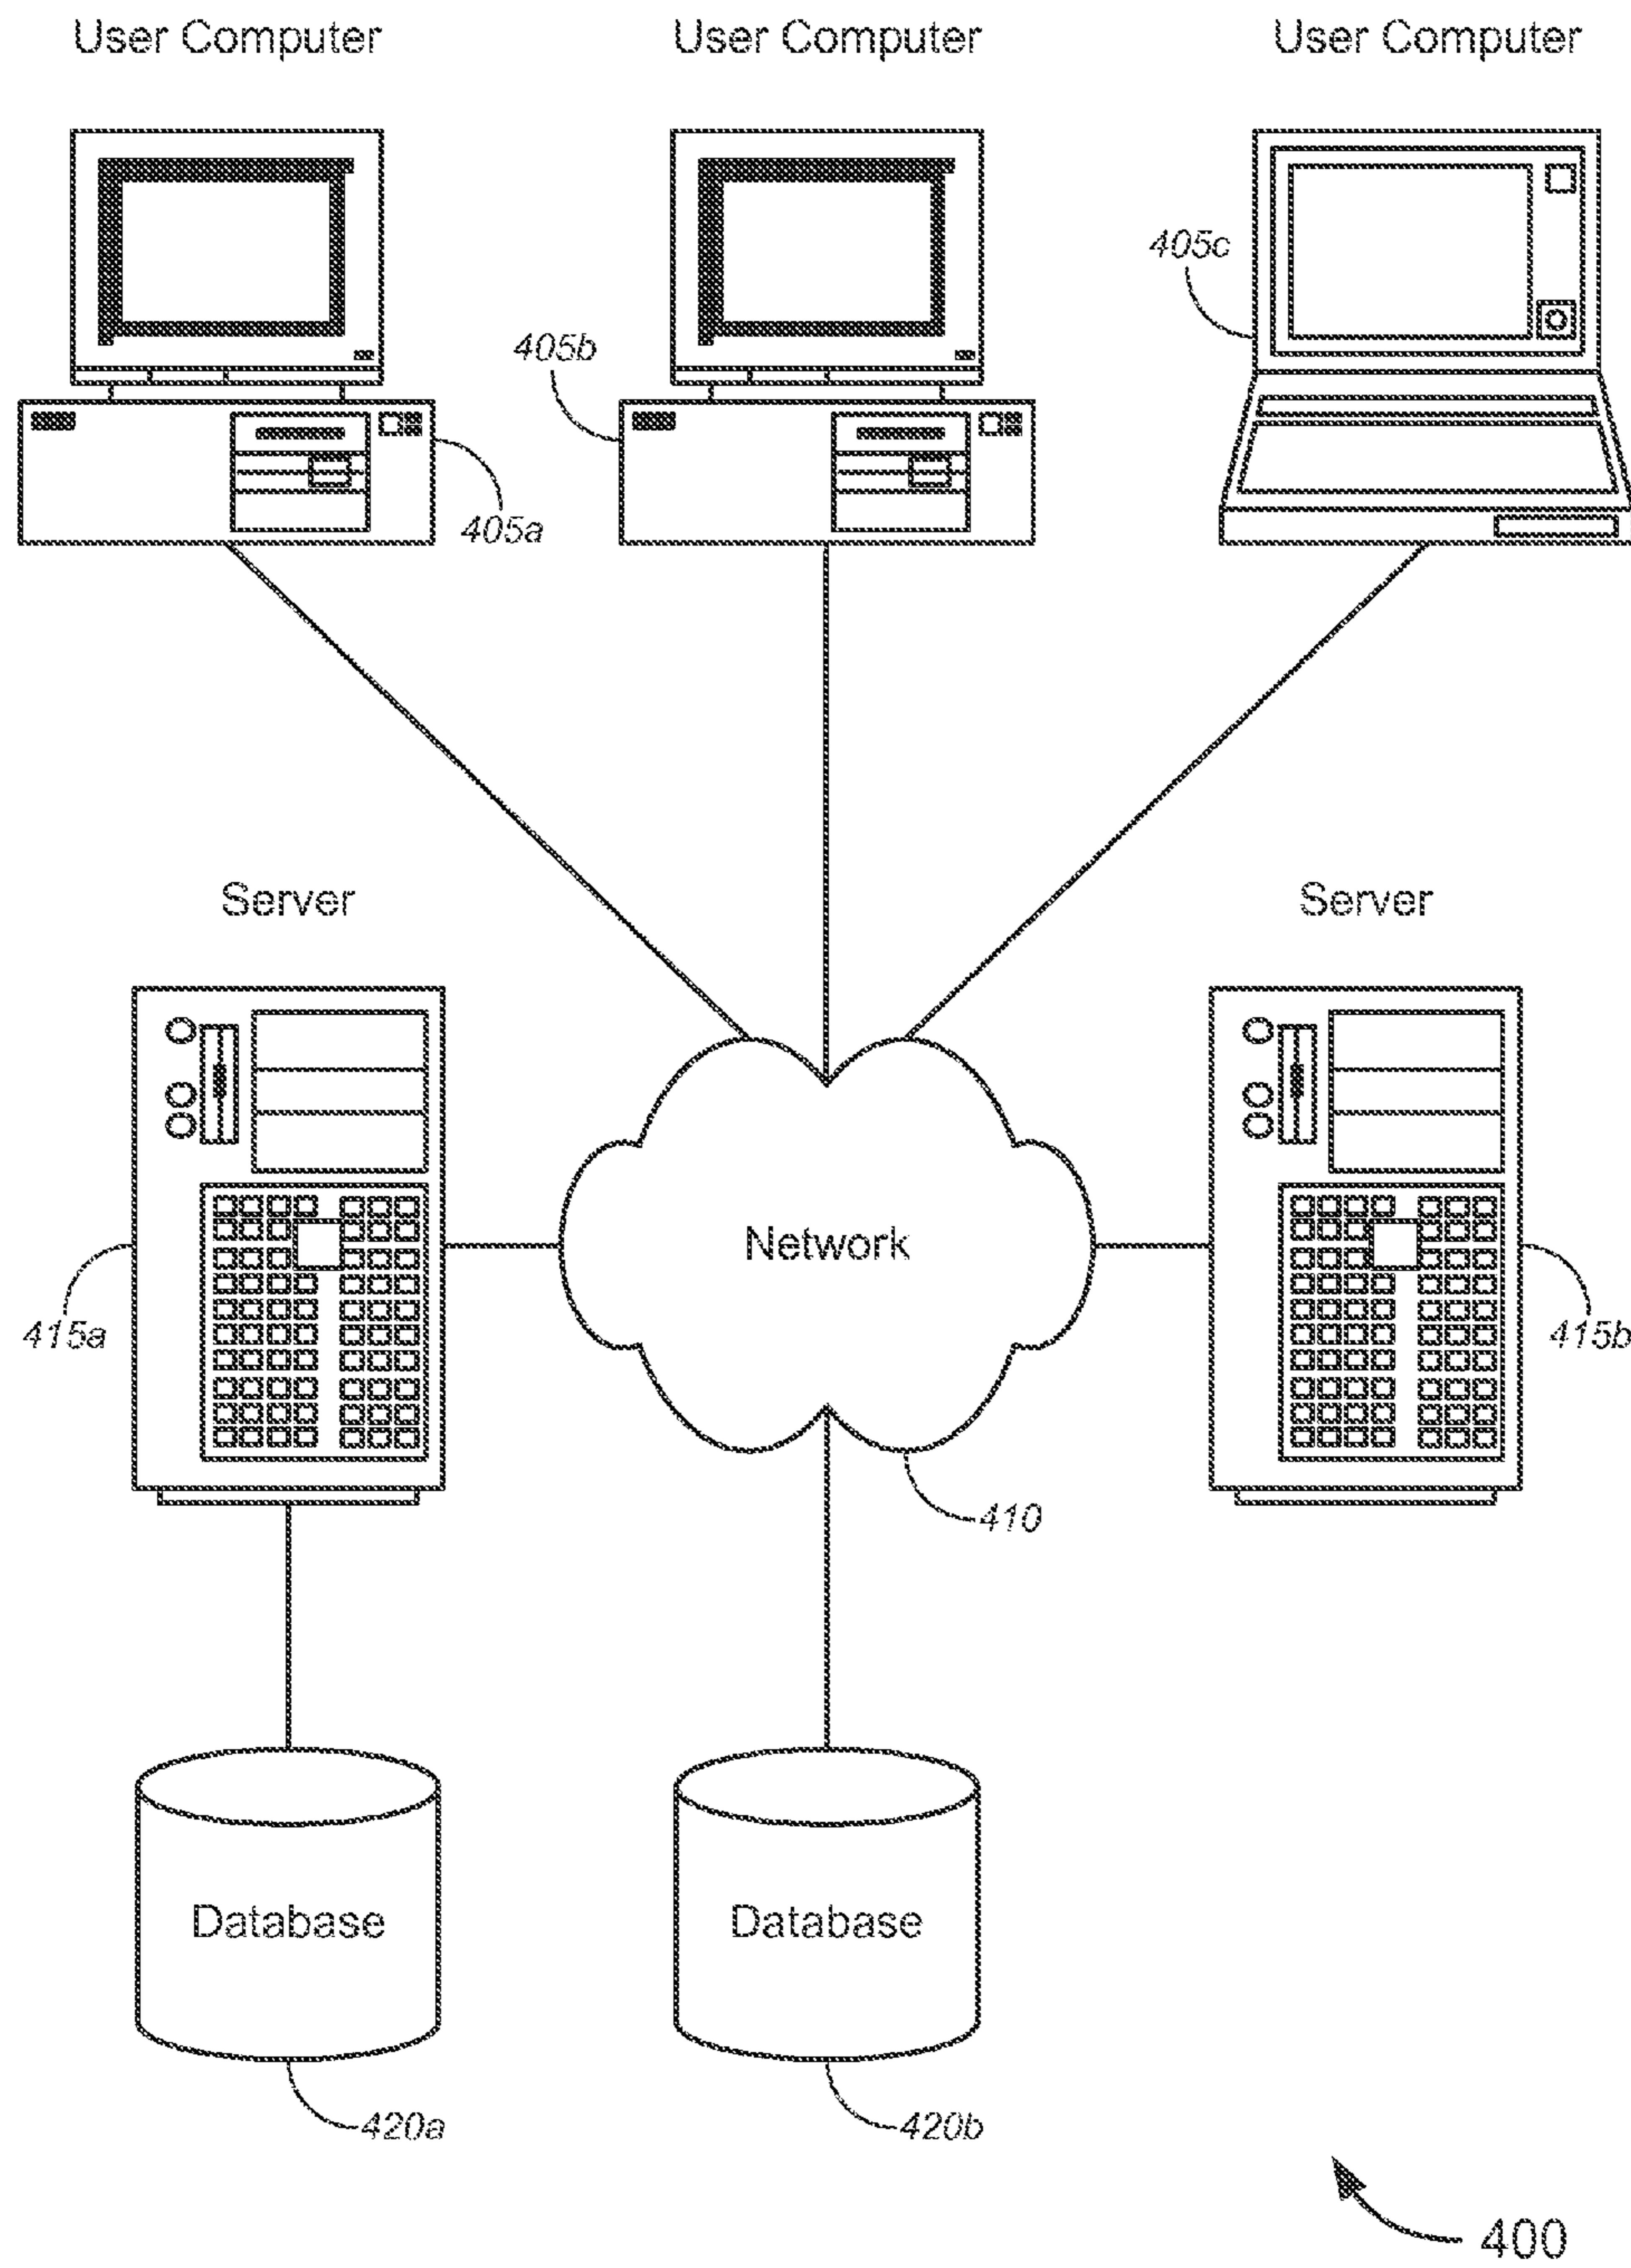 User Computer
User Computer
User Computer
405c
405b
405a
Server
Server
Network
415a
415b
410
Database
Database
420a
420b
400